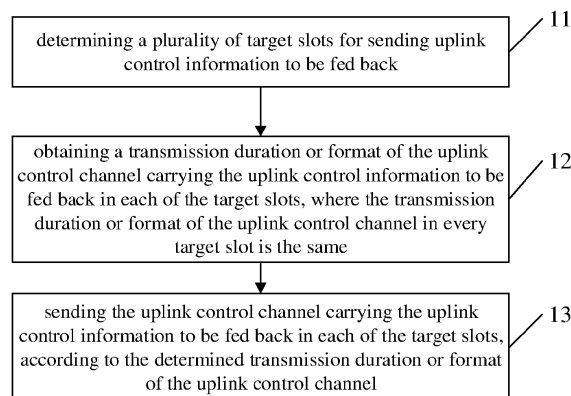 11
determining a plurality of target slots for sending uplink
control information to be fed back
12
obtaining a transmission duration or format of the uplink
control channel carrying the uplink control information to be
fed back in each of the target slots, where the transmission
duration or format of the uplink control channel in every
target slot is the same
13
sending the uplink control channel carrying the uplink
control information to be fed back in each of the target slots,
according to the determined transmission duration or format
of the uplink control channel